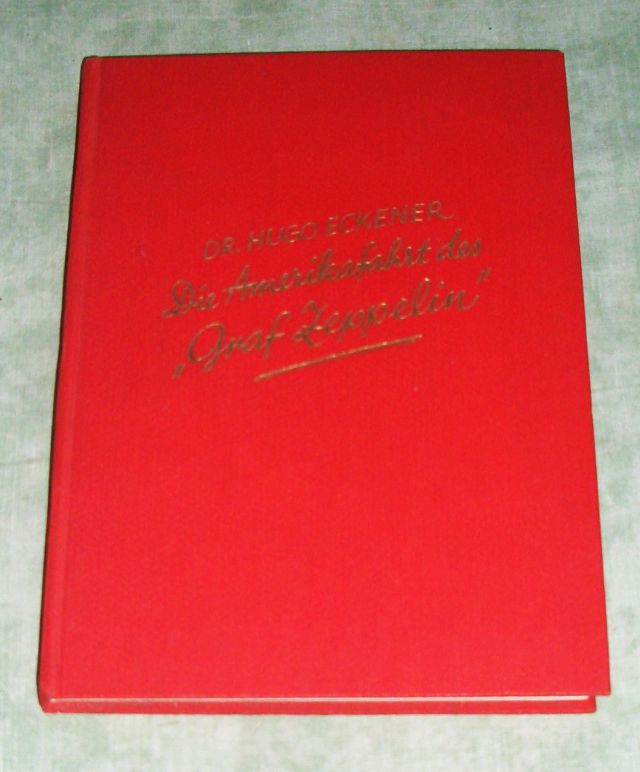 DR. HUGO ECKENER
Die Amerikafahrt des
„Graf Zeppelin"